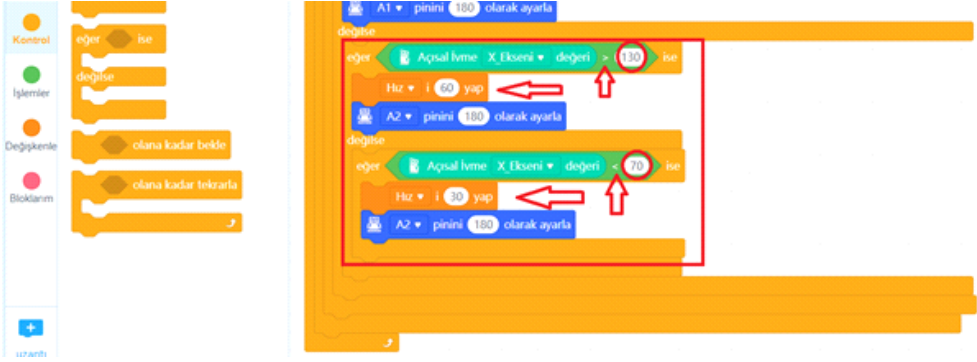 Kontrol
İşlemler
Değişkenle
Bloklarım
uzantı
eğer ise
değilse
olana kadar bekle
olana kadar tekrarla
A1 pinini 180 olarak ayarla
değilse
eğer Açısal İvme X_Ekseni değeri > 130 ise
Hız i 60 yap
A2 pinini 180 olarak ayarla
değilse
eğer Açısal İvme X_Ekseni değeri < 70 ise
Hız i 30 yap
A2 pinini 180 olarak ayarla